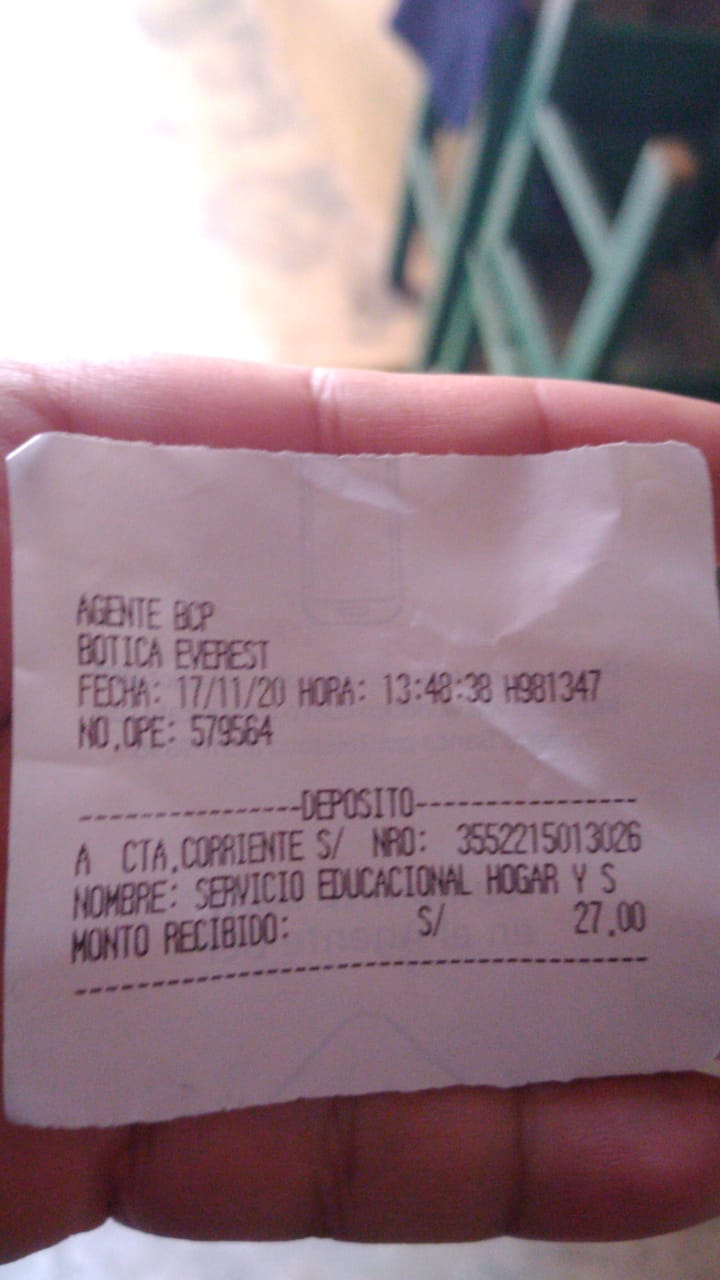 AGENTE BCP
BOTICA EVEREST
FECHA: 17/11/20 HORA: 13:48:38 H981347
NO.OPE: 579564
----------------DEPOSITO----------------
A CTA.CORRIENTE S/ NRO: 3552215013026
NOMBRE: SERVICIO EDUCACIONAL HOGAR Y S
MONTO RECIBIDO: S/ 27.00